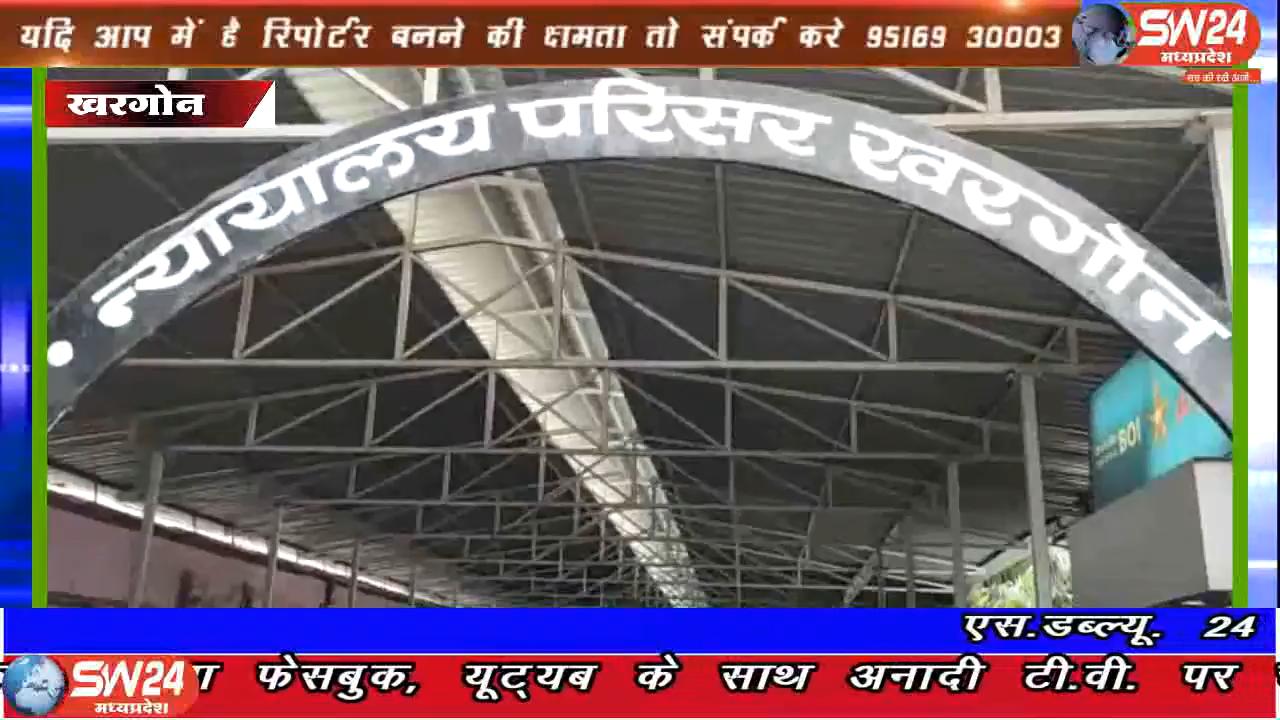 यदि आप में है रिपोर्टर बनने की क्षमता तो संपर्क करे 95169 30003
SW24
मध्यप्रदेश
खरगोन
न्यायालय परिसर खरगोन
BOI
एस.डब्ल्यू. 24
SW24
मध्यप्रदेश
फेसबुक, यूट्यब के साथ अनादी टी.वी. पर